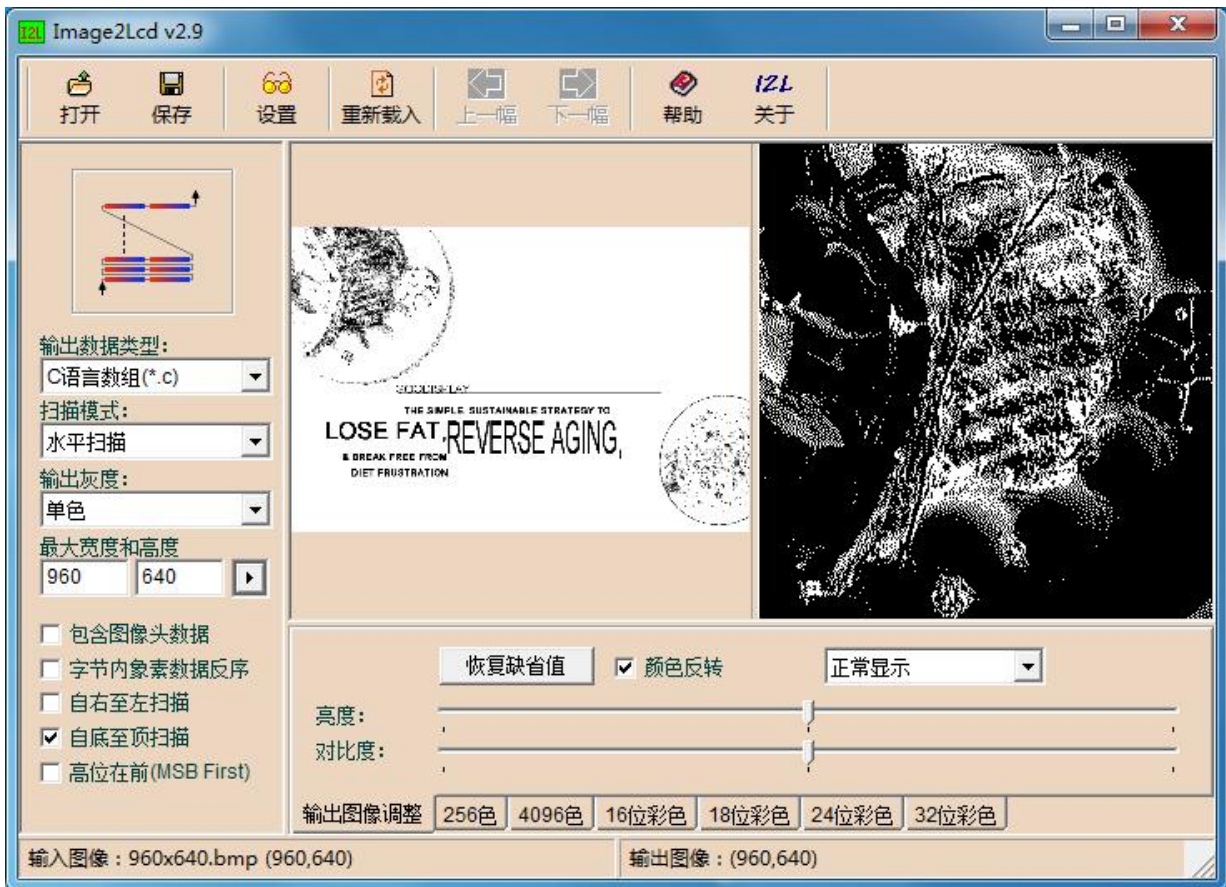 I2L Image2Lcd v2.9
打开 保存 设置 重新载入 上一幅 下一幅 帮助 I2L 关于
输出数据类型:
C语言数组(*.c)
扫描模式:
水平扫描
输出灰度:
单色
最大宽度和高度
960 640
包含图像头数据
字节内象素数据反序
自右至左扫描
自底至顶扫描
高位在前(MSB First)
GOODISPLAY
THE SIMPLE, SUSTAINABLE STRATEGY TO
LOSE FAT, REVERSE AGING,
& BREAK FREE FROM
DIET FRUSTRATION
恢复缺省值 颜色反转 正常显示
亮度:
对比度:
输出图像调整 256色 4096色 16位彩色 18位彩色 24位彩色 32位彩色
输入图像:960x640.bmp (960,640) 输出图像:(960,640)